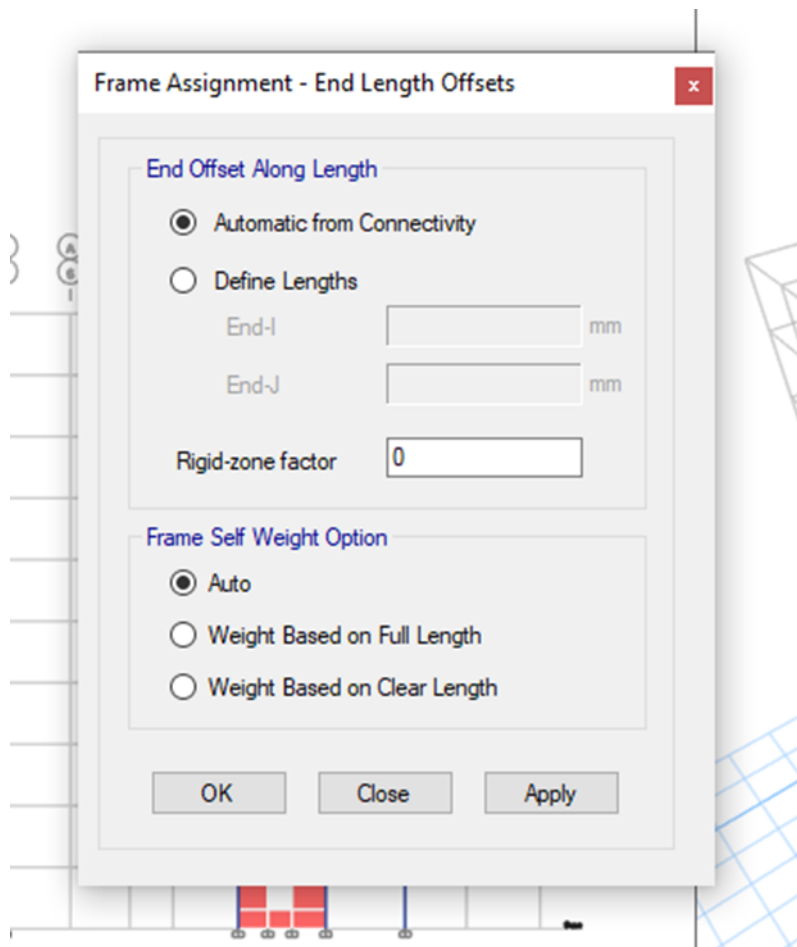 Frame Assignment - End Length Offsets
x
End Offset Along Length
Automatic from Connectivity
Define Lengths
End-I mm
End-J mm
Rigid-zone factor 0
Frame Self Weight Option
Auto
Weight Based on Full Length
Weight Based on Clear Length
OK Close Apply
A
6